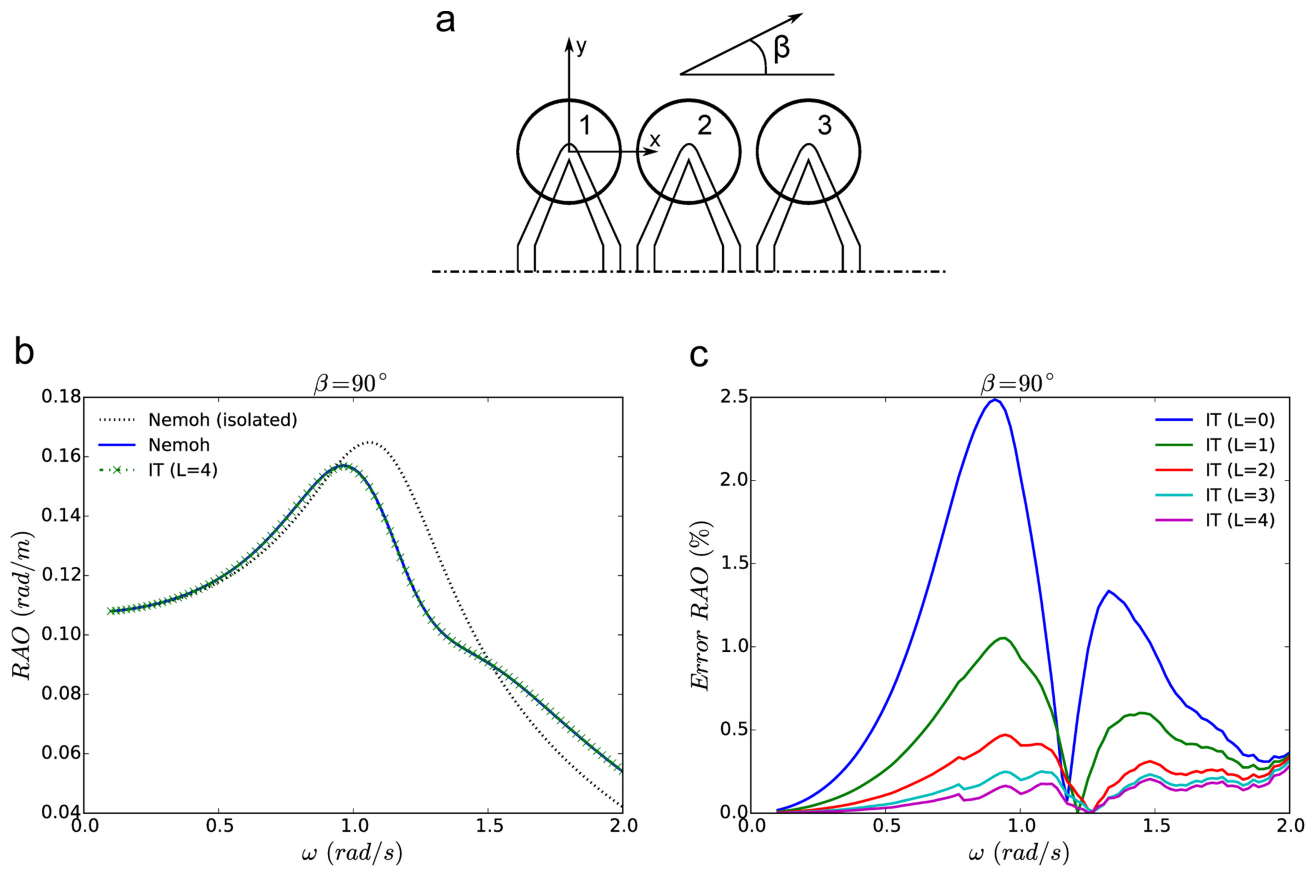 a
y
β
1
2
3
x
b
β=90°
0.18
0.16
0.14
0.12
0.10
0.08
0.06
0.04
RAO (rad/m)
Nemoh (isolated)
Nemoh
IT (L=4)
0.0 0.5 1.0 1.5 2.0
ω (rad/s)
c
β=90°
2.5
2.0
1.5
1.0
0.5
0.0
Error RAO (%)
IT (L=0)
IT (L=1)
IT (L=2)
IT (L=3)
IT (L=4)
0.0 0.5 1.0 1.5 2.0
ω (rad/s)